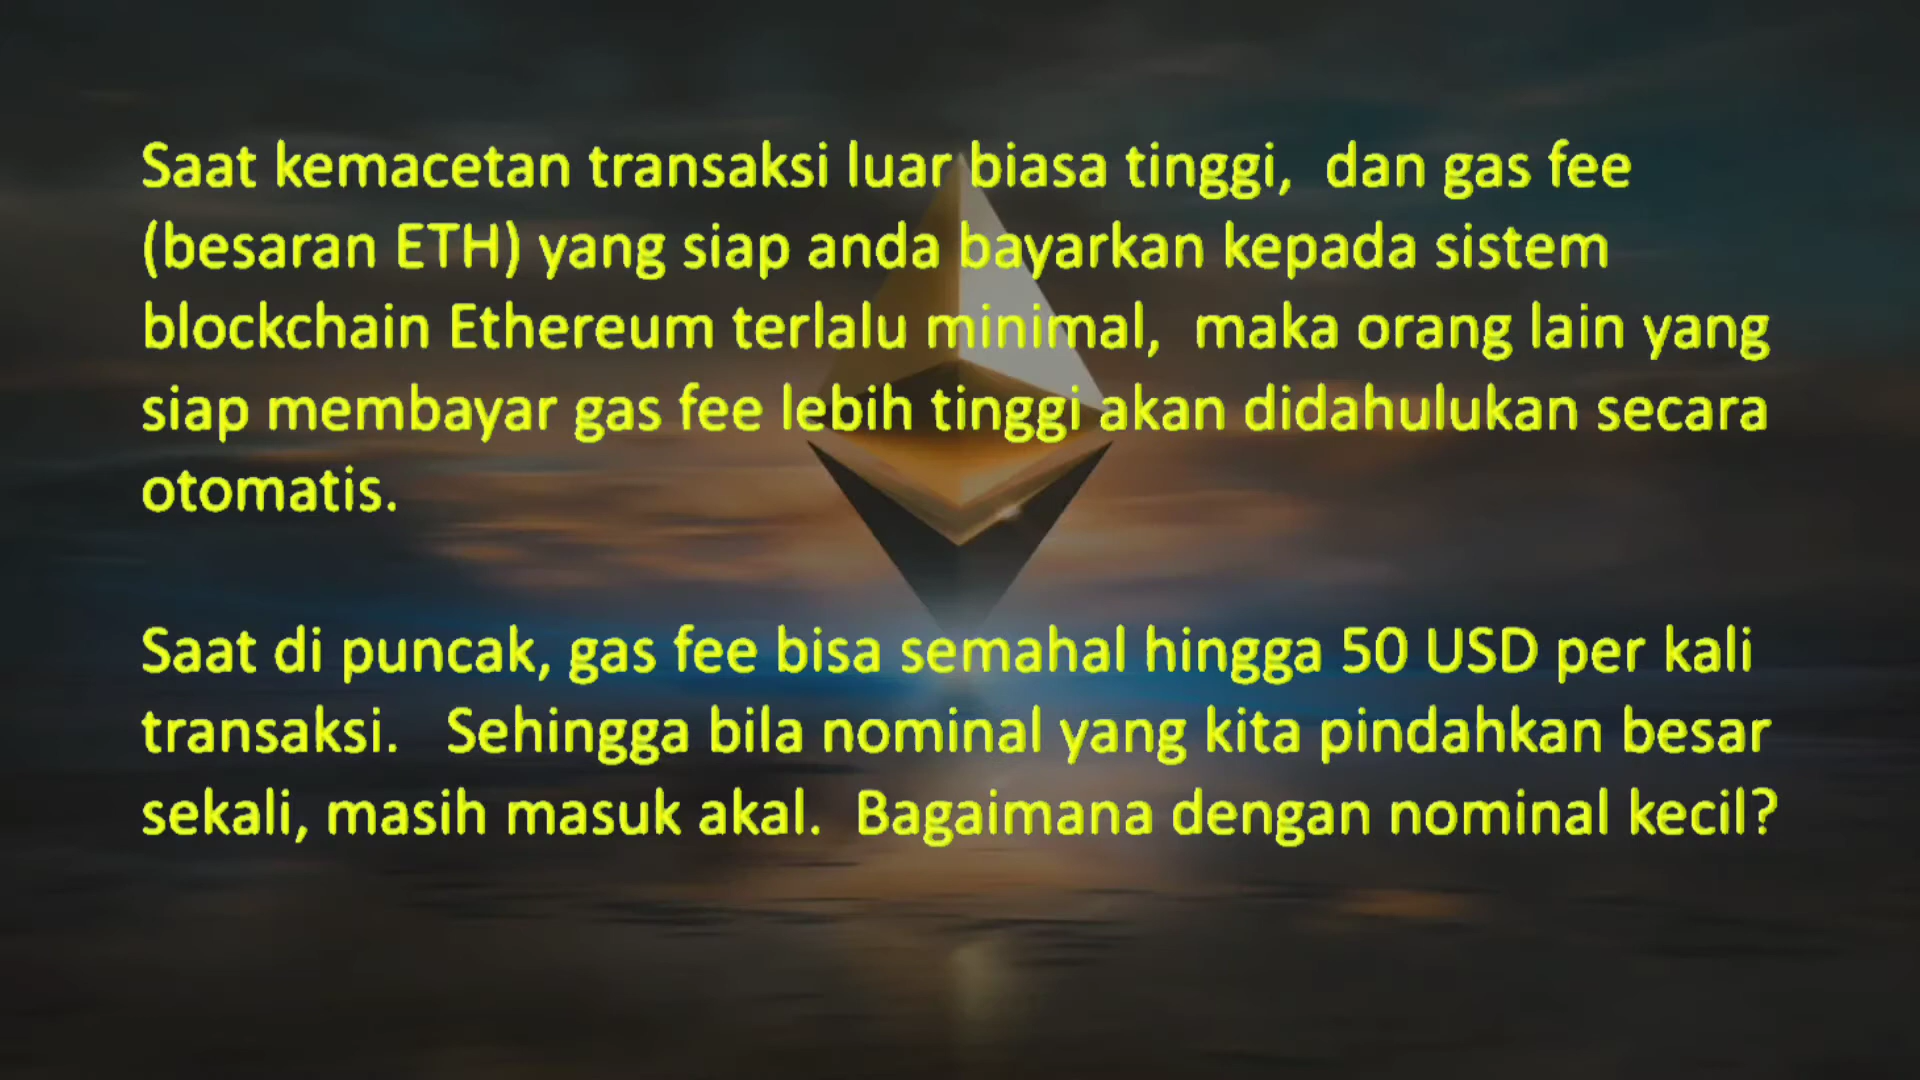 Saat kemacetan transaksi luar biasa tinggi,  dan gas fee
(besaran ETH) yang siap anda bayarkan kepada sistem
blockchain Ethereum terlalu minimal,  maka orang lain yang
siap membayar gas fee lebih tinggi akan didahulukan secara
otomatis.
Saat di puncak, gas fee bisa semahal hingga 50 USD per kali
transaksi.   Sehingga bila nominal yang kita pindahkan besar
sekali, masih masuk akal.  Bagaimana dengan nominal kecil?